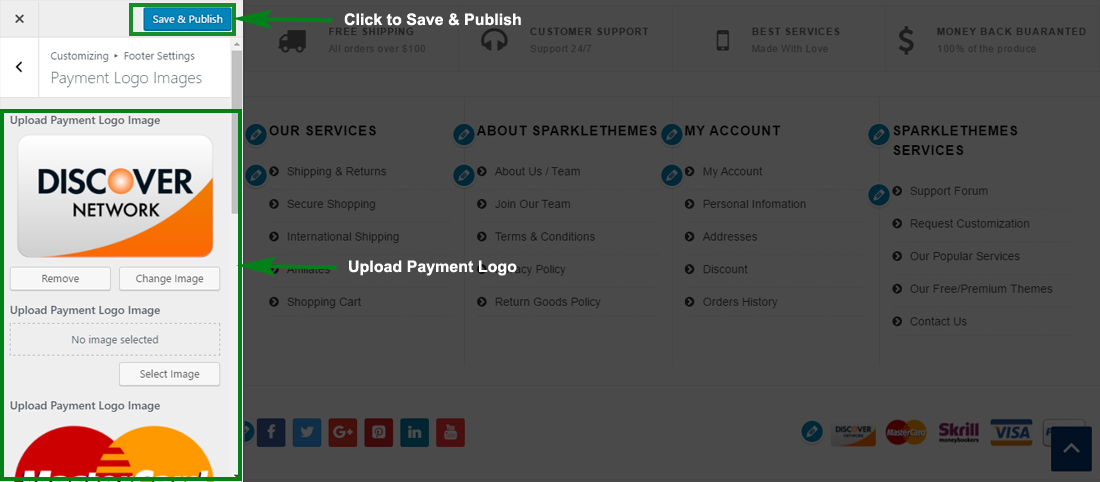 Save & Publish
Click to Save & Publish
Customizing ▸ Footer Settings
Payment Logo Images
Upload Payment Logo Image
DISCOVER
NETWORK
Remove
Change Image
Upload Payment Logo Image
No image selected
Select Image
Upload Payment Logo Image
MasterCard
Upload Payment Logo
FREE SHIPPING
All orders over $100
CUSTOMER SUPPORT
Support 24/7
BEST SERVICES
Made With Love
MONEY BACK BUARANTED
100% of the produce
OUR SERVICES
Shipping & Returns
Secure Shopping
International Shipping
Affiliates
Shopping Cart
ABOUT SPARKLETHEMES
About Us / Team
Join Our Team
Terms & Conditions
acy Policy
Return Goods Policy
MY ACCOUNT
My Account
Personal Infomation
Addresses
Discount
Orders History
SPARKLETHEMES
SERVICES
Support Forum
Request Customization
Our Popular Services
Our Free/Premium Themes
Contact Us
f
G+
in
You
Tube
DISCOVER
NETWORK
MasterCard
Skrill
moneybookers
VISA